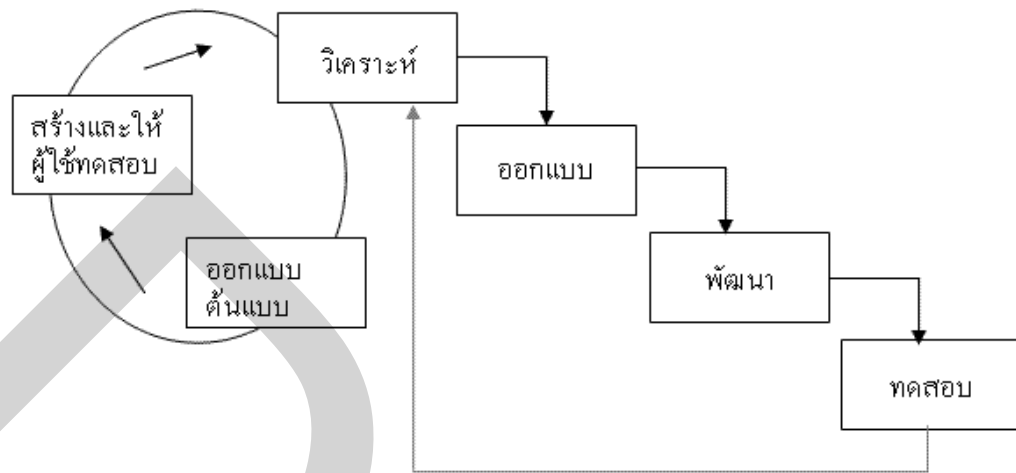 วิเคราะห์
สร้างและให้
ผู้ใช้ทดสอบ
ออกแบบ
ออกแบบ
ต้นแบบ
พัฒนา
ทดสอบ